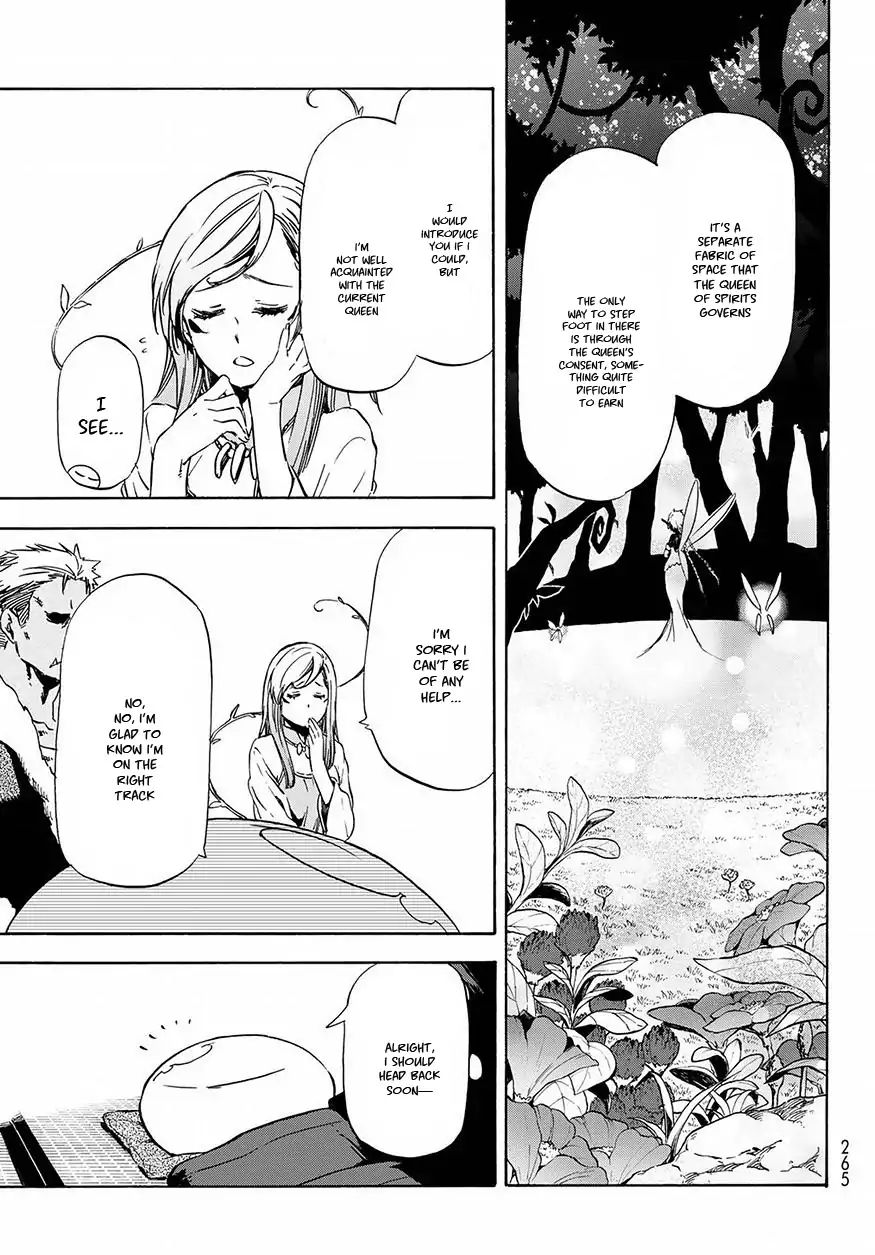 IT'S A
SEPARATE
FABRIC OF
SPACE THAT
THE QUEEN
OF SPIRITS
GOVERNS
THE ONLY
WAY TO STEP
FOOT IN THERE
IS THROUGH
THE QUEEN'S
CONSENT, SOME-
THING QUITE
DIFFICULT
TO EARN
I
WOULD
INTRODUCE
YOU IF I
COULD,
BUT
I'M
NOT WELL
ACQUAINTED
WITH THE
CURRENT
QUEEN
I
SEE...
I'M
SORRY I
CAN'T BE
OF ANY
HELP...
NO,
NO, I'M
GLAD TO
KNOW I'M
ON THE
RIGHT
TRACK
ALRIGHT,
I SHOULD
HEAD BACK
SOON—
265